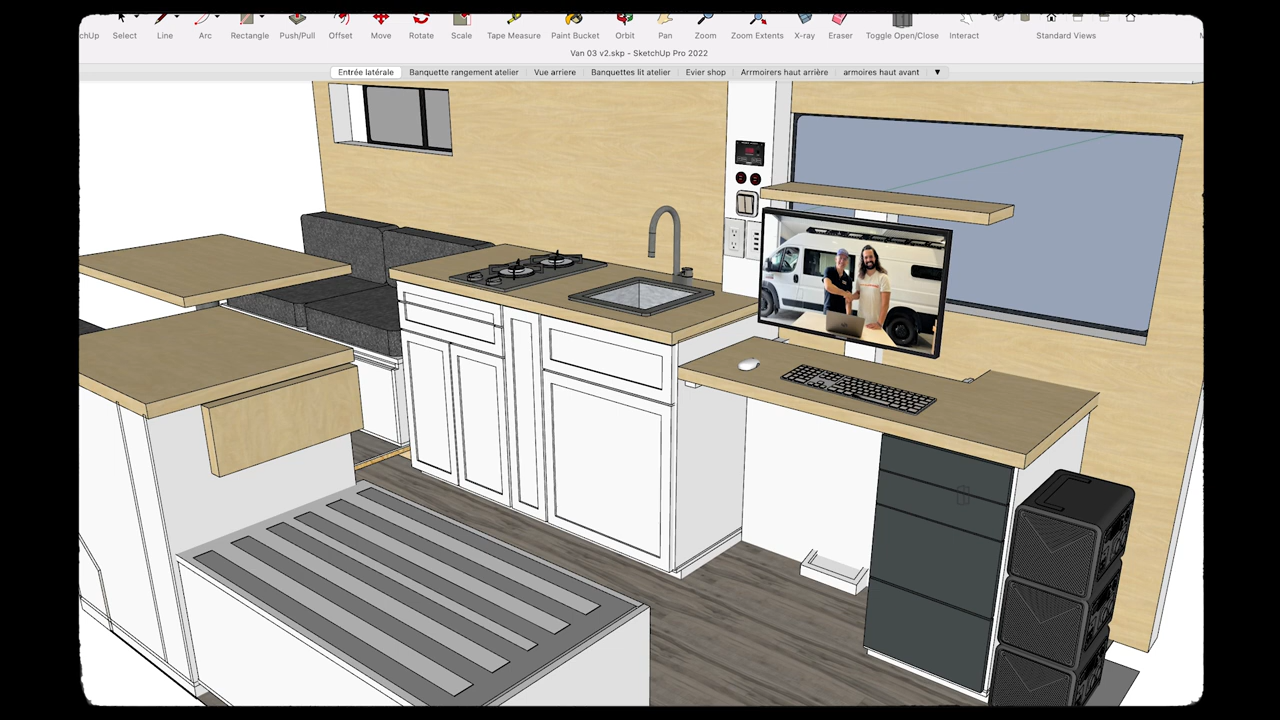 Select Line Arc Rectangle Push/Pull Offset Move Rotate Scale Tape Measure Paint Bucket Orbit Pan Zoom Zoom Extents X-ray Eraser Toggle Open/Close Interact Standard Views
Van 03 v2.skp - SketchUp Pro 2022
Entrée latérale Banquette rangement atelier Vue arriere Banquettes lit atelier Evier shop Arrmoirers haut arrière armoires haut avant